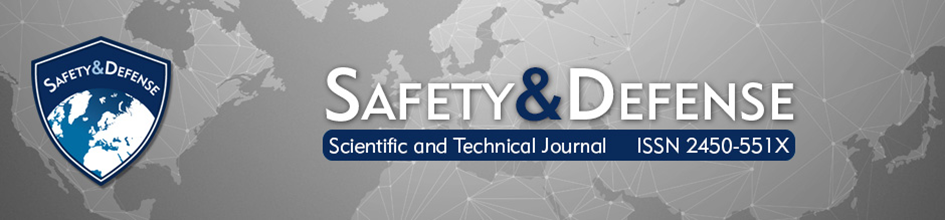 SAFETY&DEFENSE
SAFETY&DEFENSE
Scientific and Technical Journal ISSN 2450-551X